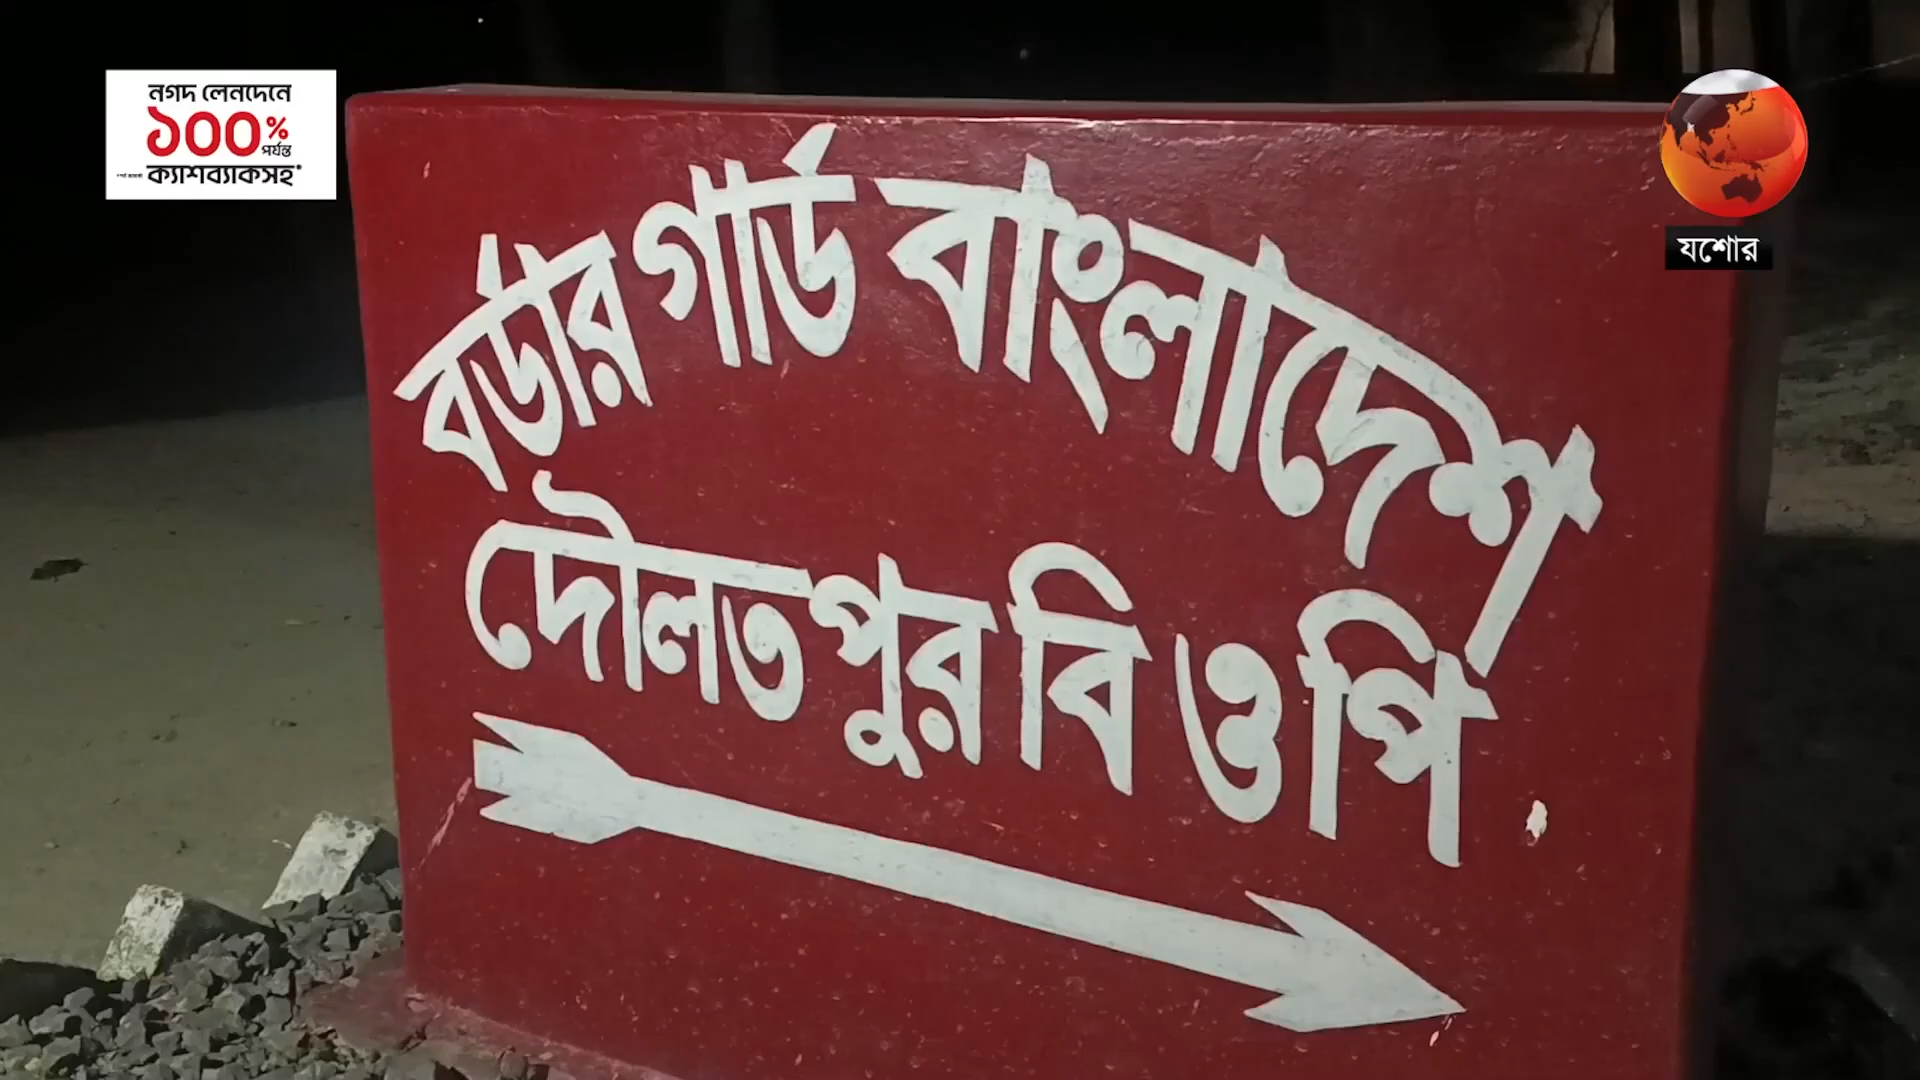 নগদ লেনদেনে
১০০%
পর্যন্ত
ক্যাশব্যাকসহ*
যশোর
বর্ডার গার্ড বাংলাদেশ
দৌলতপুর বি ওপি